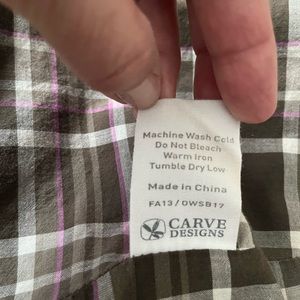 Machine Wash Cold
Do Not Bleach
Warm Iron
Tumble Dry Low
Made in China
FA13/OWSB17
CARVE
DESIGNS